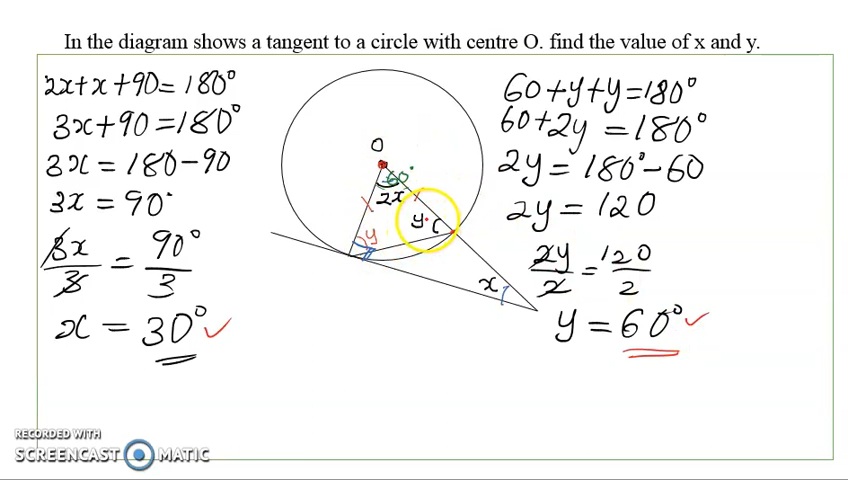 In the diagram shows a tangent to a circle with centre O. find the value of x and y.
2x+x+90=180°
3x+90=180°
3x=180-90
3x=90°
3x/3 = 90°/3
x = 30° ✓
O
60°
2x
y
y
x
60+y+y=180°
60+2y=180°
2y=180°-60
2y=120
2y/2=120/2
y=60° ✓
RECORDED WITH
SCREENCAST MATIC